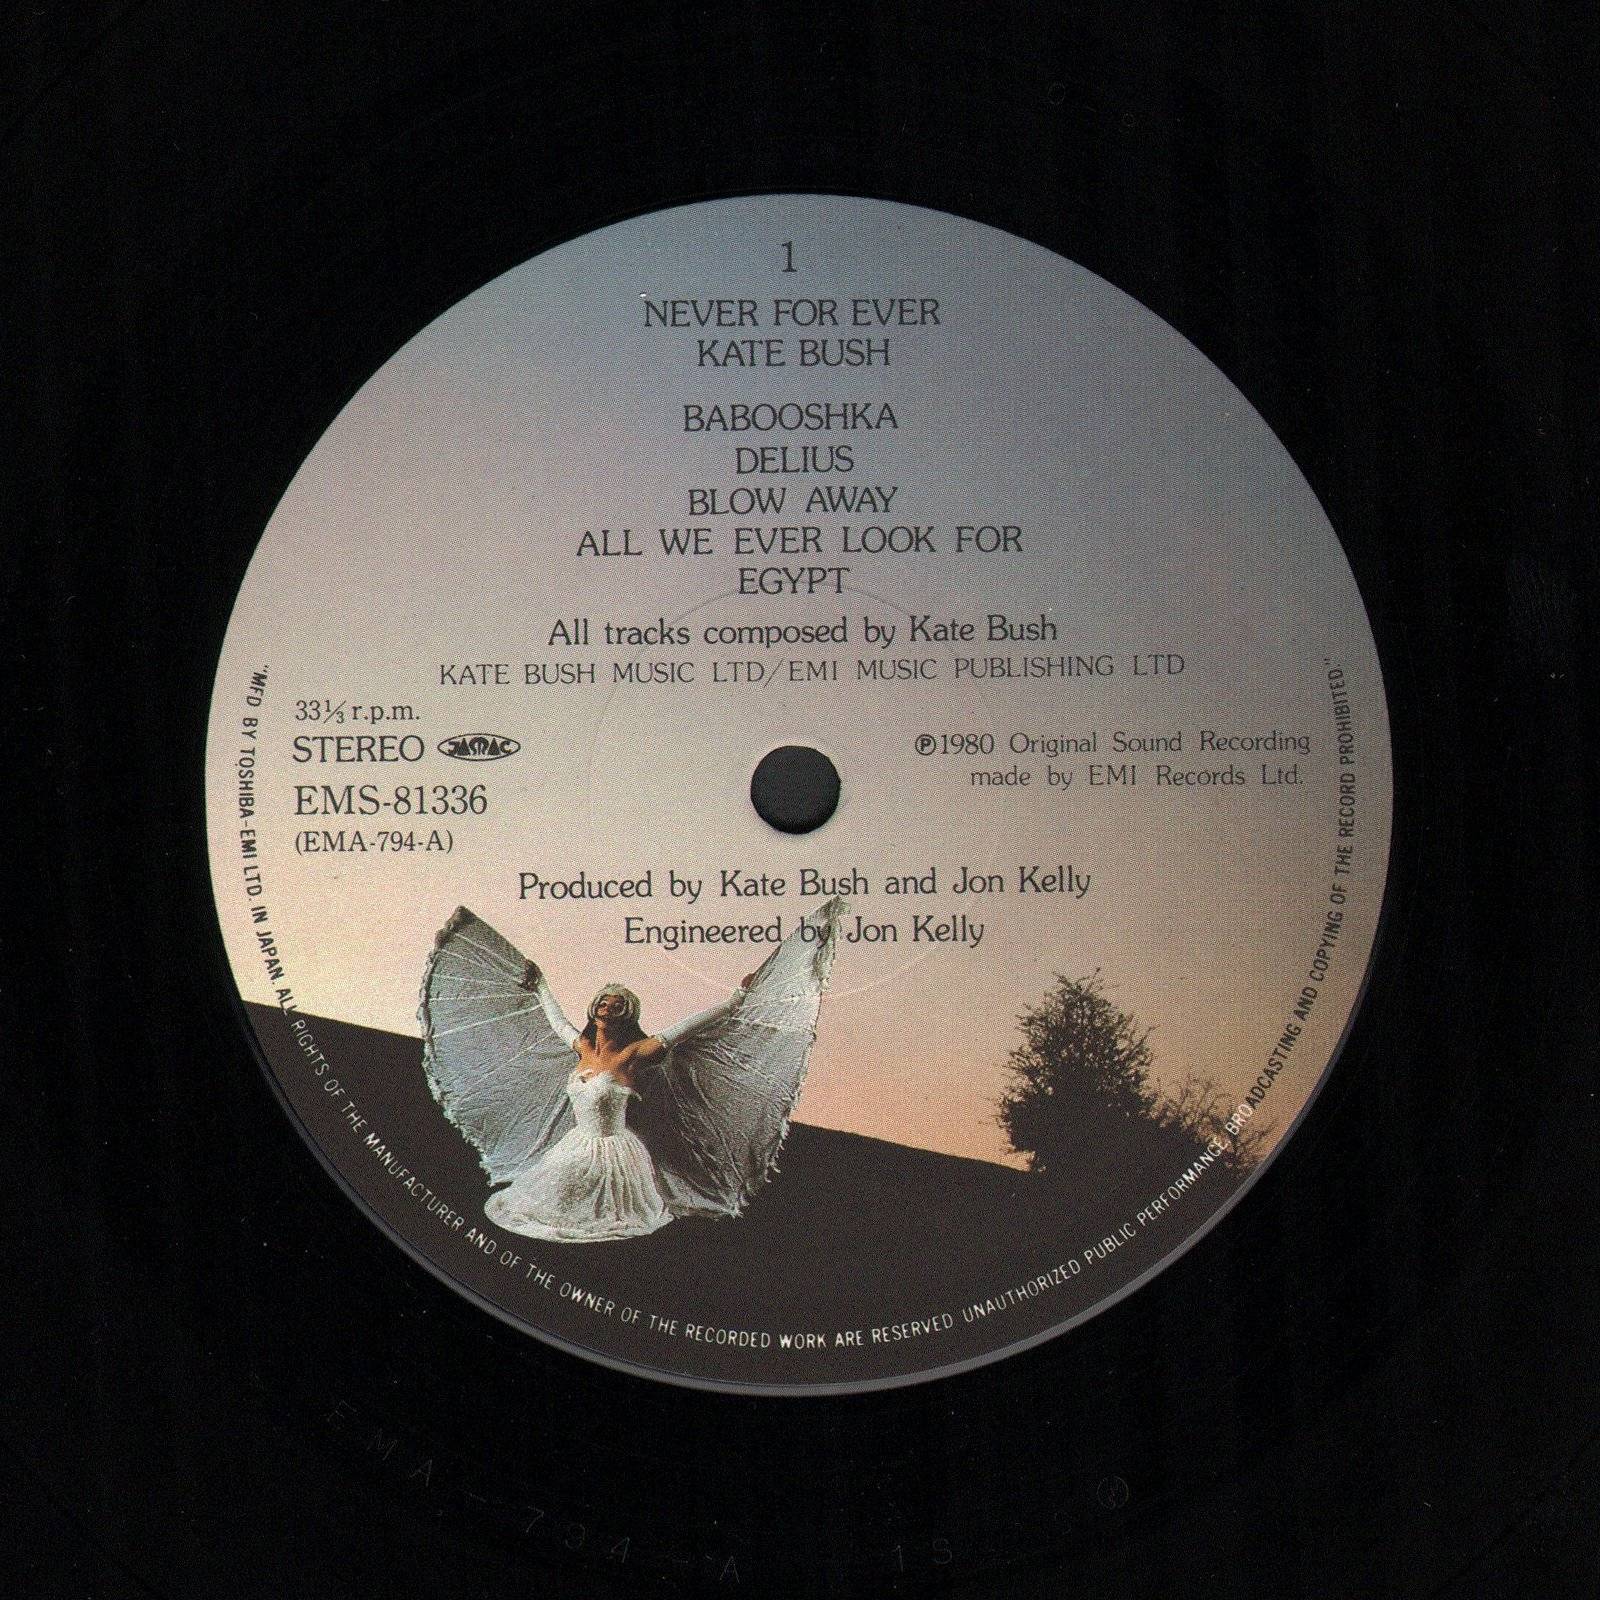 1
NEVER FOR EVER
KATE BUSH
BABOOSHKA
DELIUS
BLOW AWAY
ALL WE EVER LOOK FOR
EGYPT
All tracks composed by Kate Bush
KATE BUSH MUSIC LTD/EMI MUSIC PUBLISHING LTD
33⅓ r.p.m.
STEREO JASRAC
EMS-81336
(EMA-794-A)
℗1980 Original Sound Recording
made by EMI Records Ltd.
Produced by Kate Bush and Jon Kelly
Engineered by Jon Kelly
"MFD BY TOSHIBA-EMI LTD. IN JAPAN. ALL RIGHTS OF THE MANUFACTURER AND OF THE OWNER OF THE RECORDED WORK ARE RESERVED UNAUTHORIZED PUBLIC PERFORMANCE, BROADCASTING AND COPYING OF THE RECORD PROHIBITED."
EMA-794-A 1S